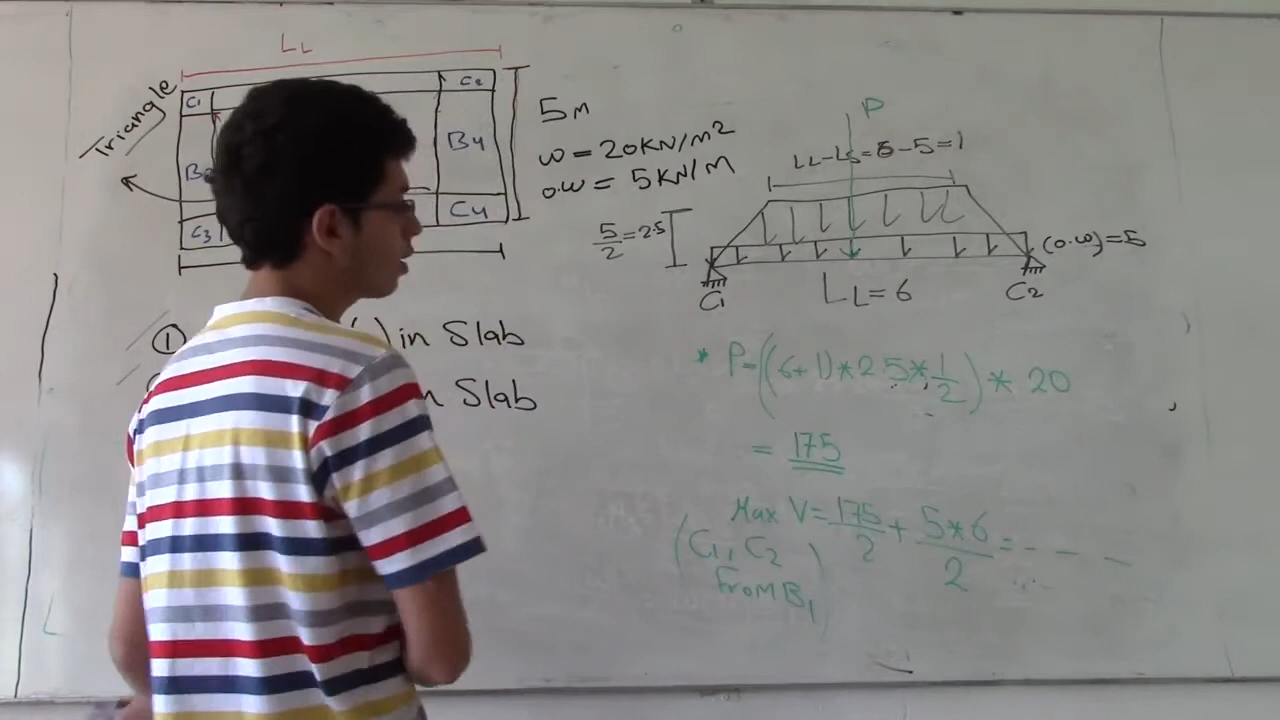 LL
Triangle
C1
C2
B4
C3
C4
5m
w = 20KN/m²
o.w = 5KN/m
P
LL-Ls=6-5=1
5/2=2.5
(o.w)=5
C1
LL=6
C2
① ) in Slab
in Slab
* P=((6+1)*2.5*1/2)*20
= 175
Max V=175/2+5*6/2=- - -
(C1, C2
From B1)